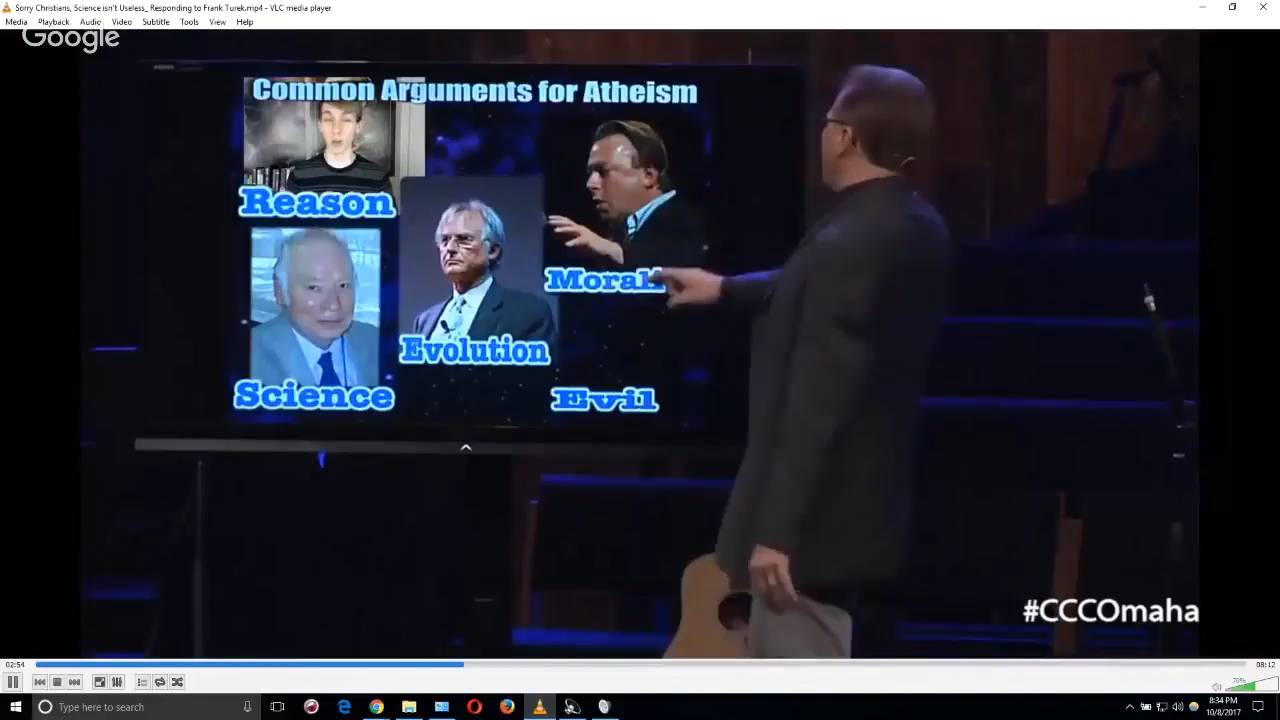 Sorry Christians, Science isn't Useless_ Responding to Frank Turek.mp4 - VLC media player
Media Playback Audio Video Subtitle Tools View Help
Google
Common Arguments for Atheism
Reason
Morali
Evolution
Science
Evil
#CCCOmaha
02:54
08:12
70%
Type here to search
8:34 PM
10/8/2017